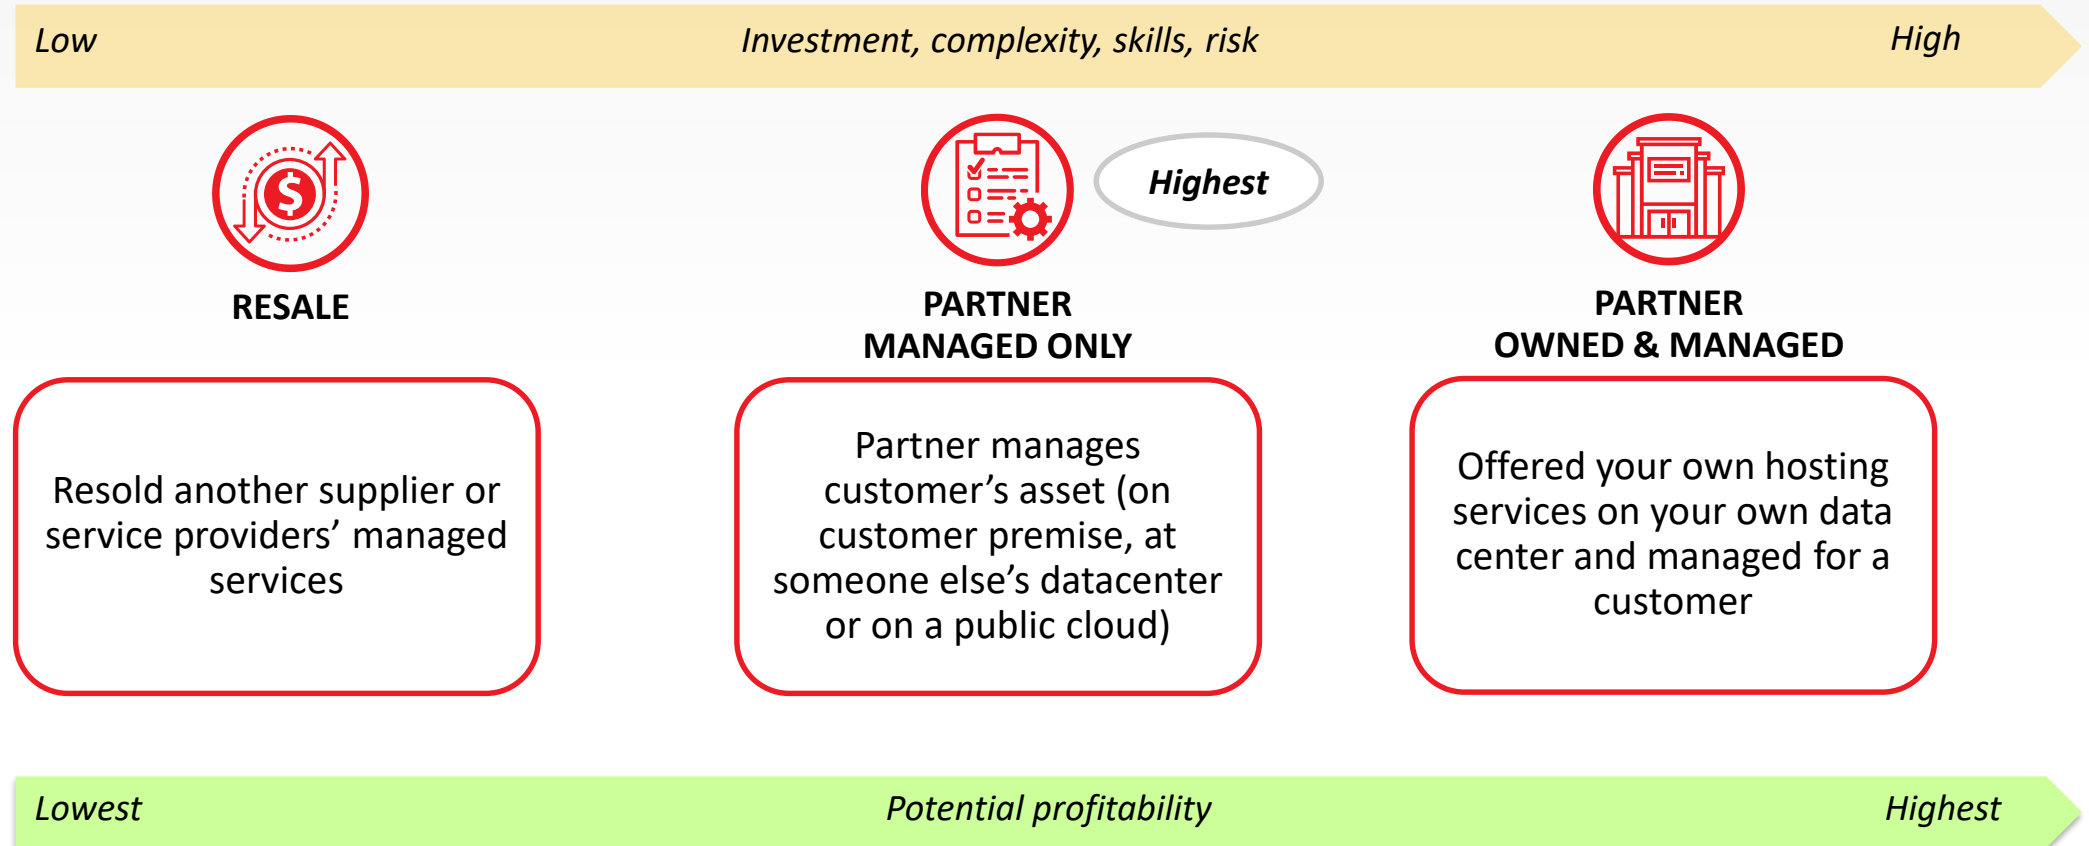 Low Investment, complexity, skills, risk High
$
Highest
RESALE
Resold another supplier or
service providers’ managed
services
PARTNER
MANAGED ONLY
Partner manages
customer’s asset (on
customer premise, at
someone else’s datacenter
or on a public cloud)
PARTNER
OWNED & MANAGED
Offered your own hosting
services on your own data
center and managed for a
customer
Lowest Potential profitability Highest